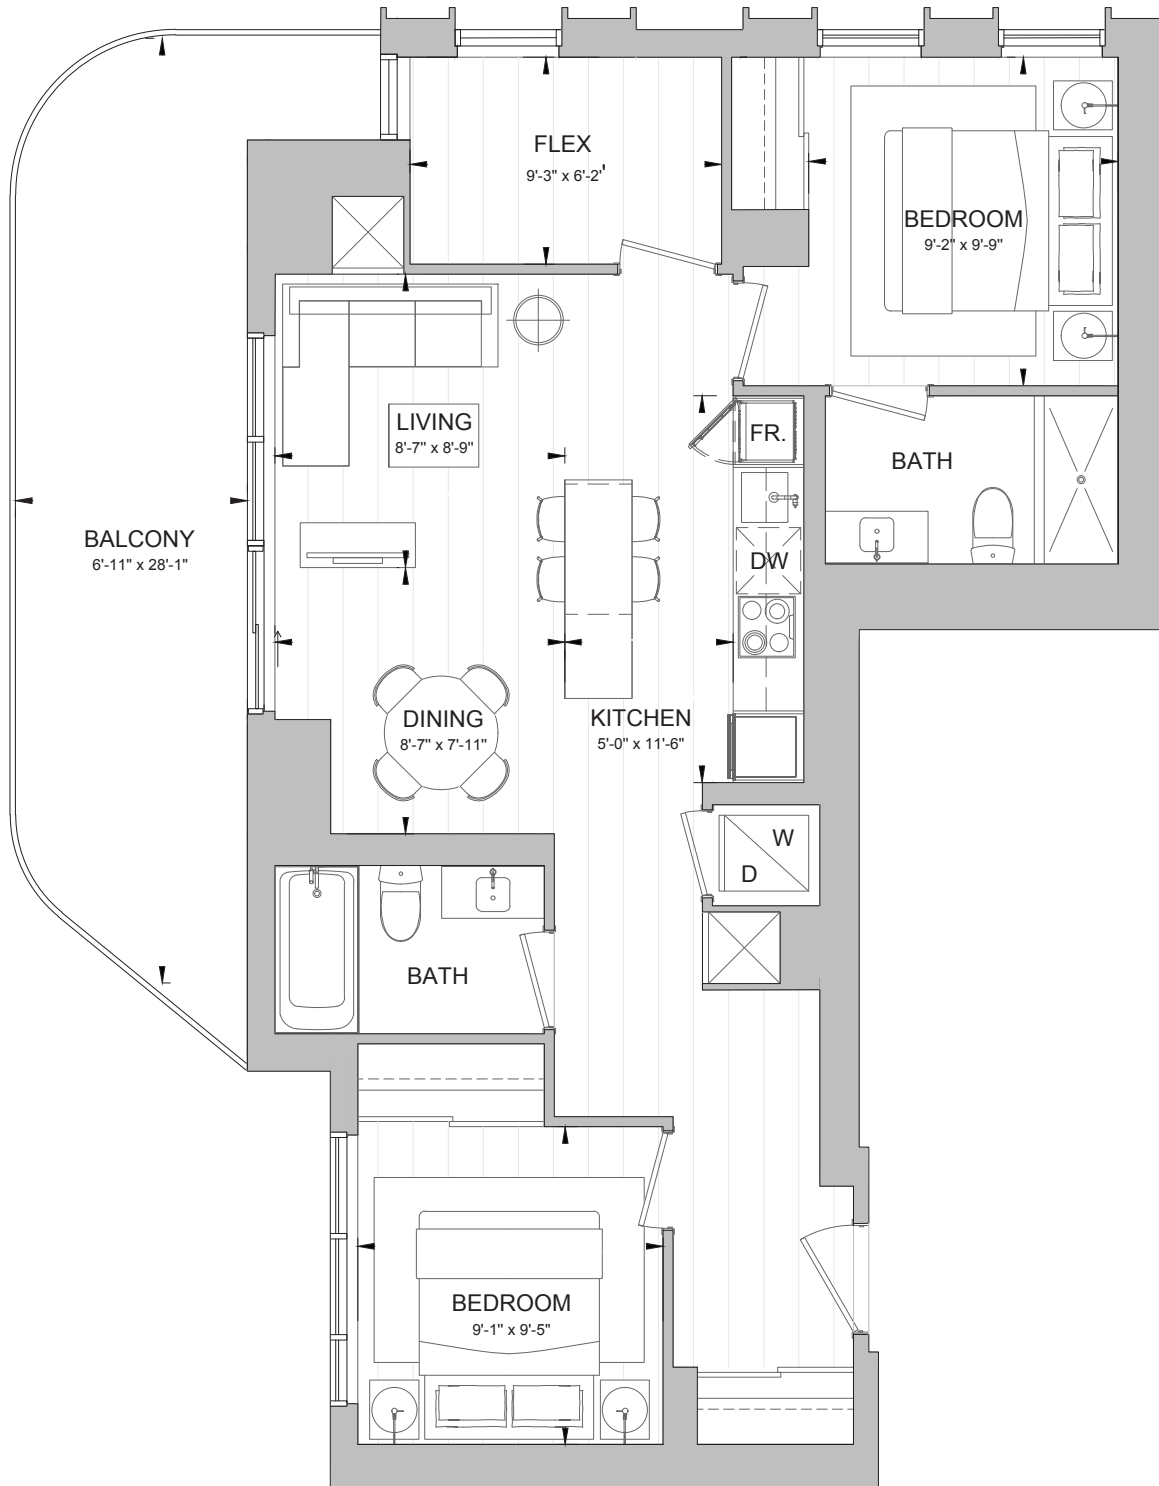 FLEX
9'-3" x 6'-2'
BEDROOM
9'-2" x 9'-9"
LIVING
8'-7" x 8'-9"
FR.
BATH
BALCONY
6'-11" x 28'-1"
DW
DINING
8'-7" x 7'-11"
KITCHEN
5'-0" x 11'-6"
W
D
BATH
BEDROOM
9'-1" x 9'-5"